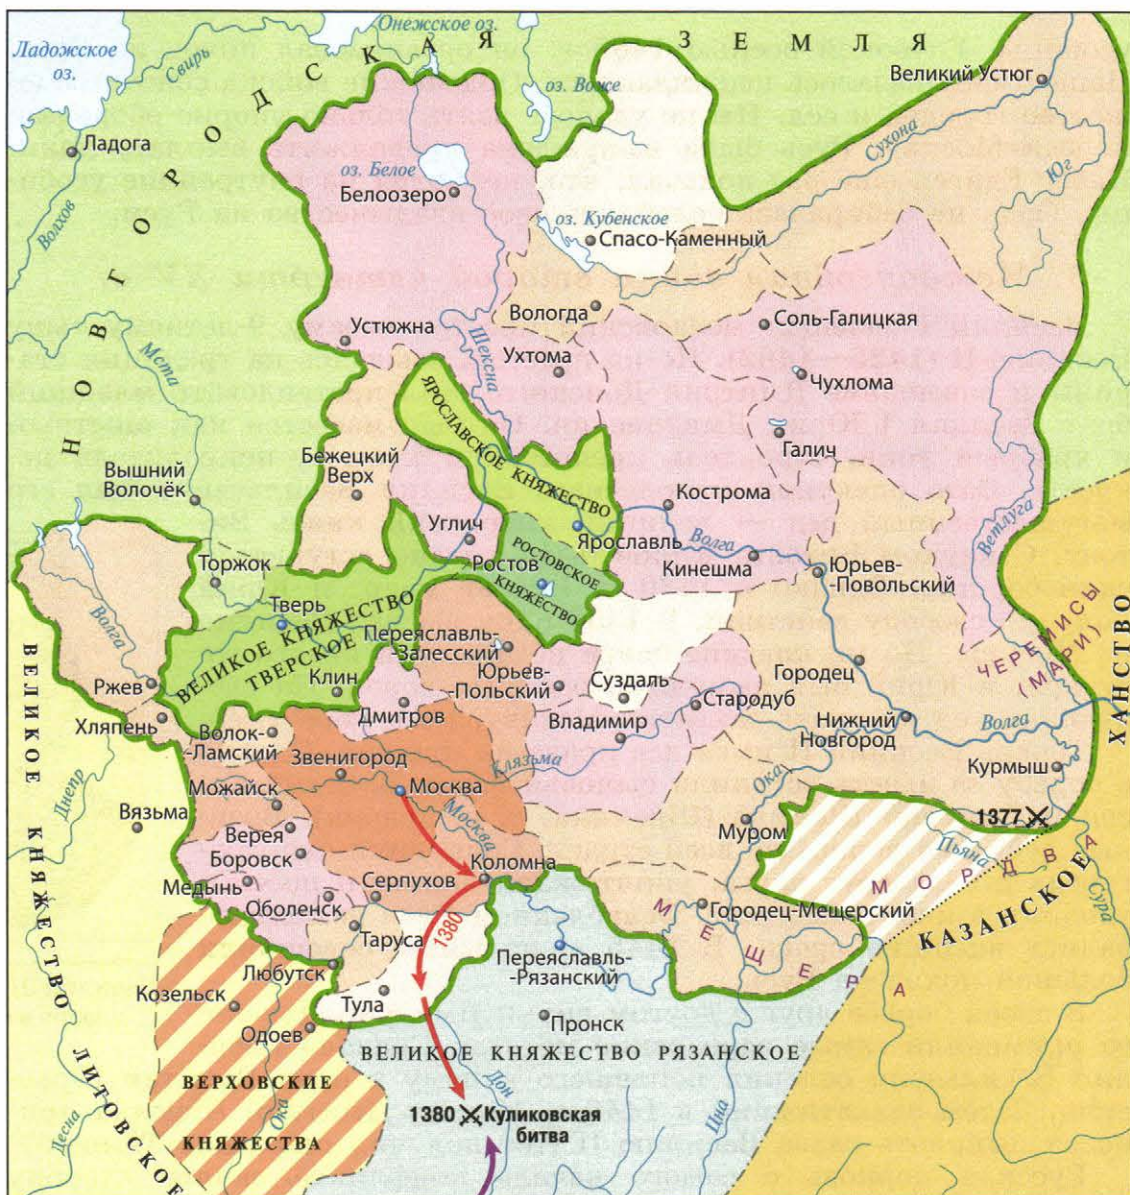 Ладожское
оз.
Онежское оз.
Свирь
НОВГОРОДСКАЯ ЗЕМЛЯ
оз. Воже
Великий Устюг
Ладога
Волхов
Сухона
Юг
оз. Белое
Белоозеро
оз. Кубенское
Спасо-Каменный
Вологда
Соль-Галицкая
Устюжна
Шексна
Ухтома
Чухлома
Мста
ЯРОСЛАВСКОЕ КНЯЖЕСТВО
Галич
Вышний
Волочёк
Бежецкий
Верх
Кострома
Ветлуга
Углич
Ярославль
Волга
Торжок
Ростов
РОСТОВСКОЕ
КНЯЖЕСТВО
Кинешма
Юрьев-
-Повольский
Волга
Тверь
ВЕЛИКОЕ КНЯЖЕСТВО
ТВЕРСКОЕ
Переяславль-
-Залесский
ЧЕРЕМИСЫ
(МАРИ)
Ржев
Клин
Юрьев-
-Польский
Суздаль
Городец
Стародуб
Хляпень
Дмитров
Владимир
Нижний
Новгород
Волга
Волок-
-Ламский
Звенигород
Клязьма
Ока
Курмыш
Днепр
Можайск
Москва
Москва
Вязьма
Верея
Муром
1377
Пьяна
Боровск
Коломна
МОРДВА
Медынь
Серпухов
Оболенск
1380
Городец-Мещерский
Сура
МЕЩЕРА
КАЗАНСКОЕ
ХАНСТВО
Таруса
Переяславль-
-Рязанский
Любутск
Козельск
Тула
Пронск
Одоев
ВЕЛИКОЕ КНЯЖЕСТВО РЯЗАНСКОЕ
ВЕРХОВСКИЕ
КНЯЖЕСТВА
Дон
Цна
Ока
Десна
1380
Куликовская
битва
ВЕЛИКОЕ КНЯЖЕСТВО
ЛИТОВСКОЕ